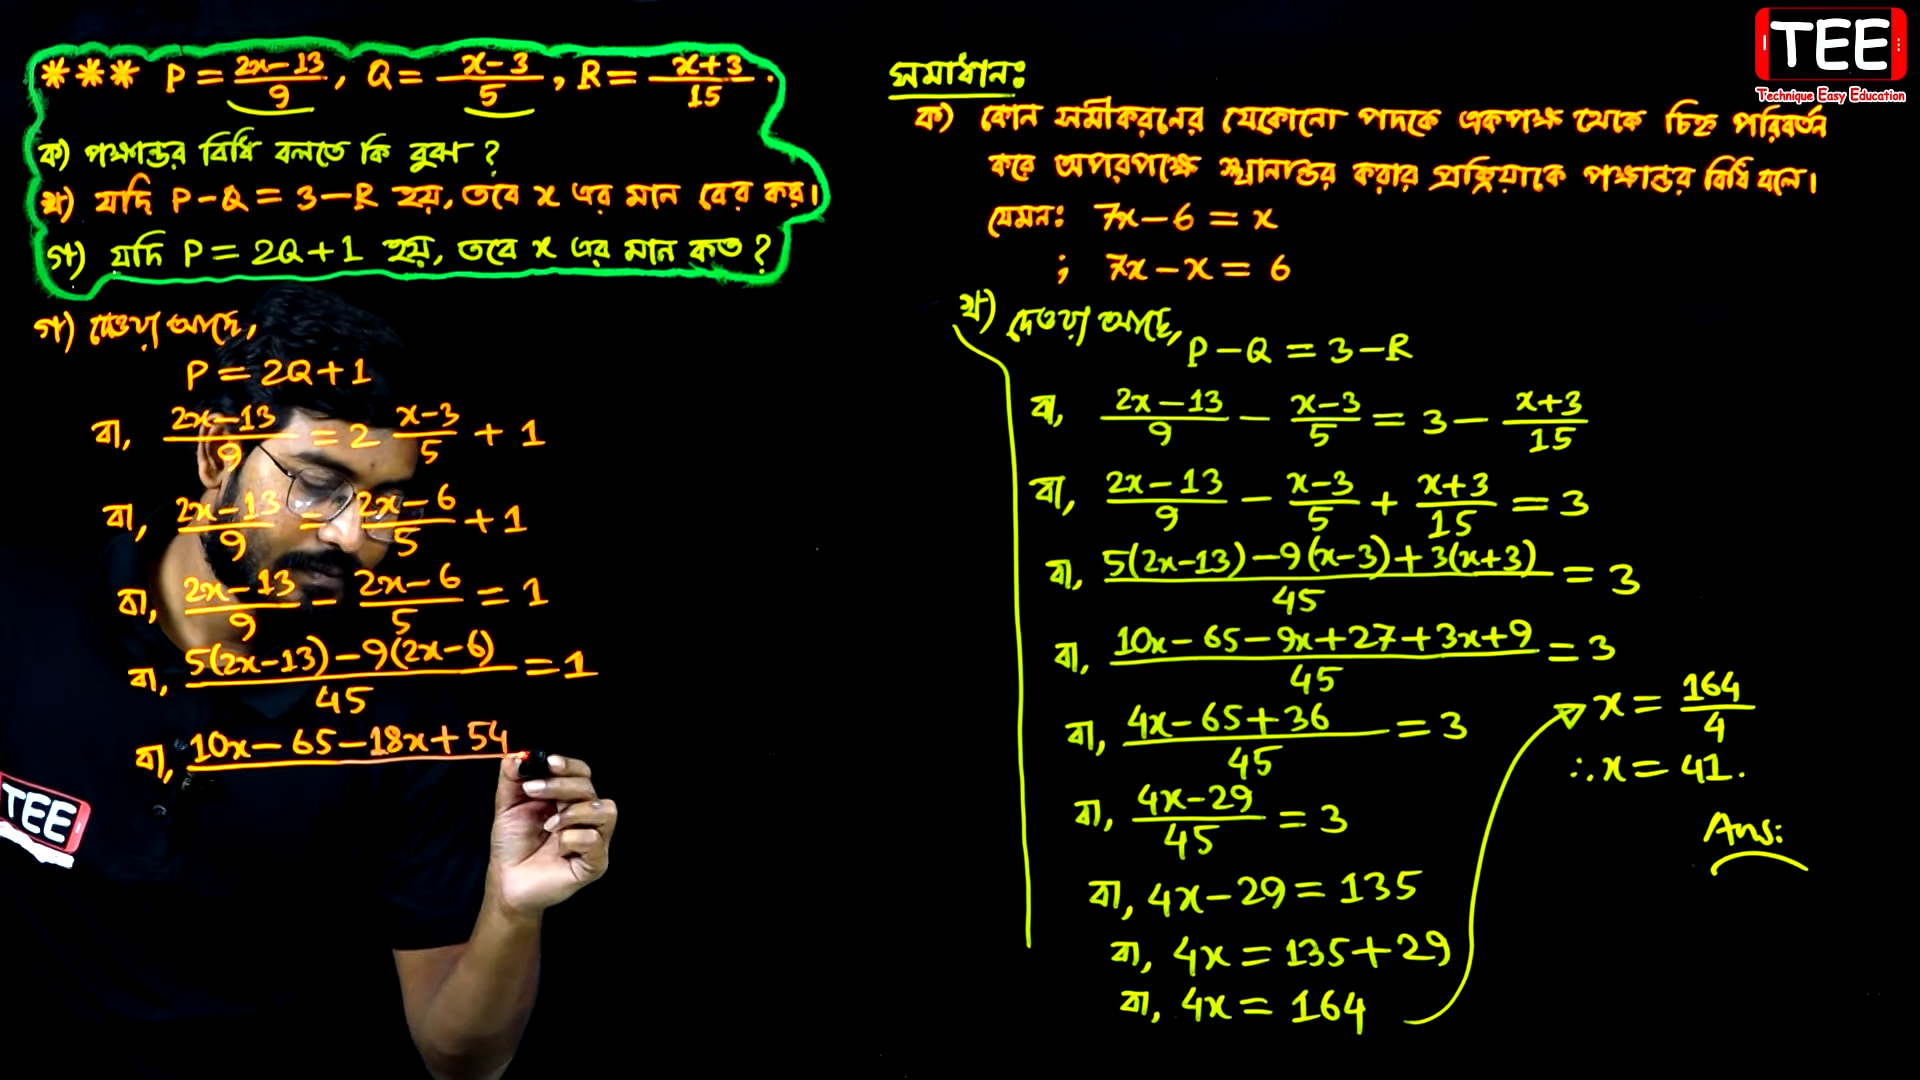 *** P = (2x-13)/9, Q = (x-3)/5, R = (x+3)/15.
ক) পক্ষান্তর বিধি বলতে কি বুঝ ?
খ) যদি P-Q = 3-R হয়, তবে x এর মান বের কর।
গ) যদি P = 2Q+1 হয়, তবে x এর মান কত ?
গ) দেওয়া আছে,
P = 2Q+1
বা, (2x-13)/9 = 2 (x-3)/5 + 1
বা, (2x-13)/9 = (2x-6)/5 + 1
বা, (2x-13)/9 - (2x-6)/5 = 1
বা, (5(2x-13)-9(2x-6))/45 = 1
বা, 10x-65-18x+54
TEE
সমাধানঃ
ক) কোন সমীকরণের যেকোনো পদকে একপক্ষ থেকে চিহ্ন পরিবর্তন
করে অপরপক্ষে স্থানান্তর করার প্রক্রিয়াকে পক্ষান্তর বিধি বলে।
যেমনঃ 7x-6 = x
; 7x-x = 6
খ) দেওয়া আছে,
P-Q = 3-R
বা, (2x-13)/9 - (x-3)/5 = 3 - (x+3)/15
বা, (2x-13)/9 - (x-3)/5 + (x+3)/15 = 3
বা, (5(2x-13)-9(x-3)+3(x+3))/45 = 3
বা, (10x-65-9x+27+3x+9)/45 = 3
বা, (4x-65+36)/45 = 3
বা, (4x-29)/45 = 3
বা, 4x-29 = 135
বা, 4x = 135+29
বা, 4x = 164
x = 164/4
∴ x = 41.
Ans:
TEE
Technique Easy Education